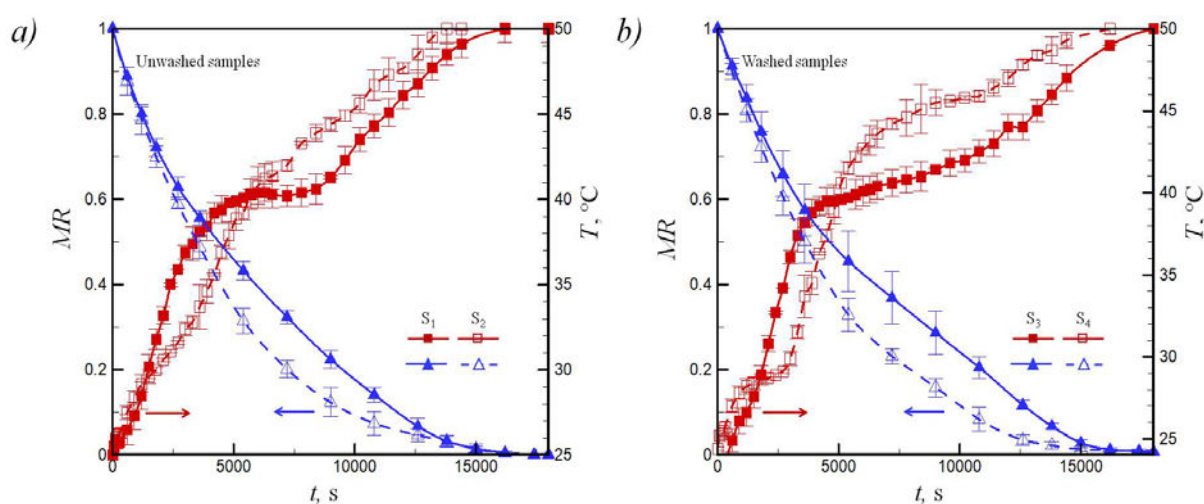 a)
Unwashed samples
MR
1
0.8
0.6
0.4
0.2
0
50
45
40
35
30
25
T, °C
S₁ S₂
0 5000 10000 15000
t, s
b)
Washed samples
MR
1
0.8
0.6
0.4
0.2
0
50
45
40
35
30
25
T, °C
S₃ S₄
0 5000 10000 15000
t, s